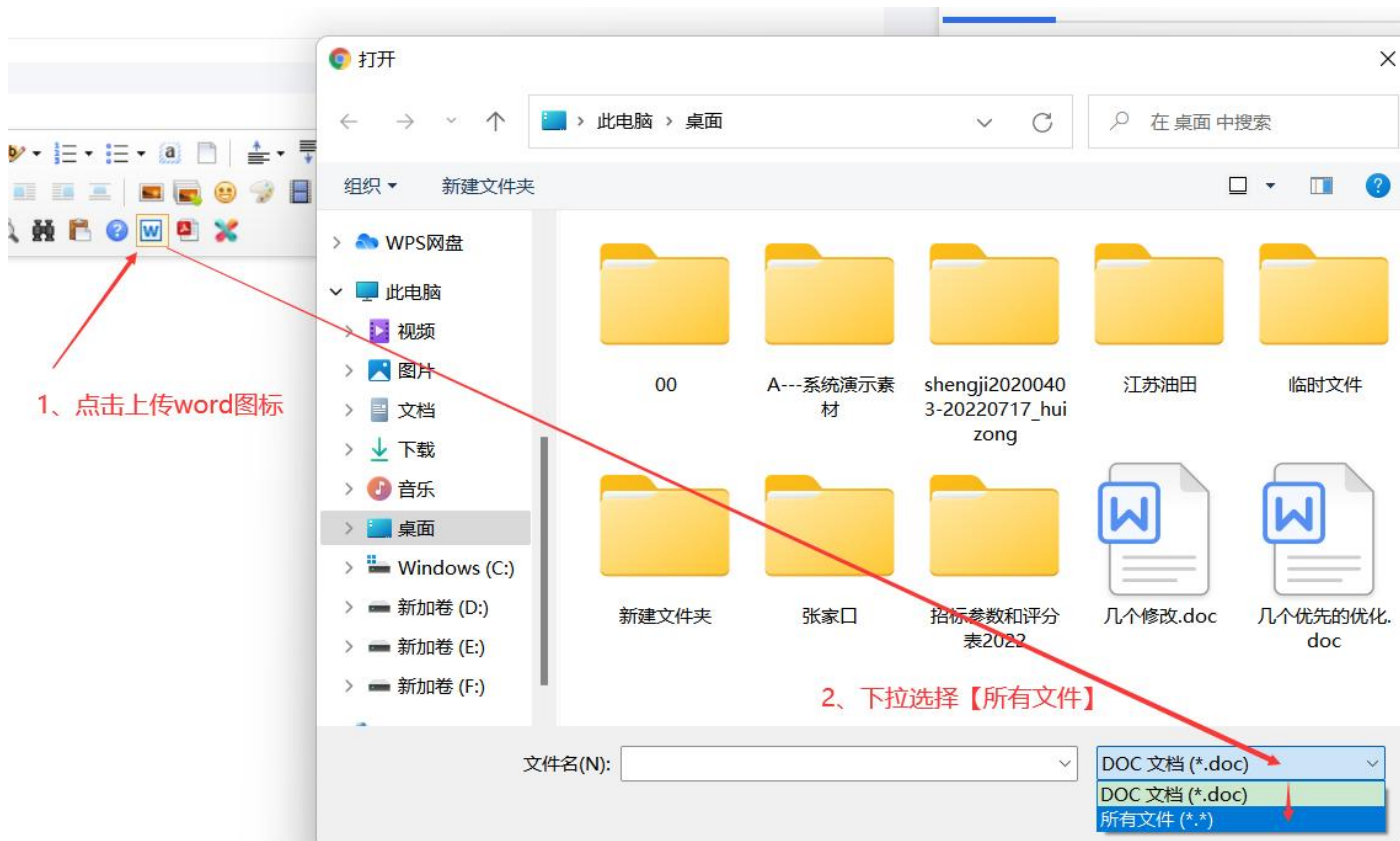 打开
此电脑 › 桌面
在 桌面 中搜索
组织
新建文件夹
WPS网盘
此电脑
视频
图片
文档
下载
音乐
桌面
Windows (C:)
新加卷 (D:)
新加卷 (E:)
新加卷 (F:)
00
A---系统演示素
材
shengji2020040
3-20220717_hui
zong
江苏油田
临时文件
新建文件夹
张家口
招标参数和评分
表2022
几个修改.doc
几个优先的优化.
doc
1、点击上传word图标
2、下拉选择【所有文件】
文件名(N):
DOC 文档 (*.doc)
DOC 文档 (*.doc)
所有文件 (*.*)